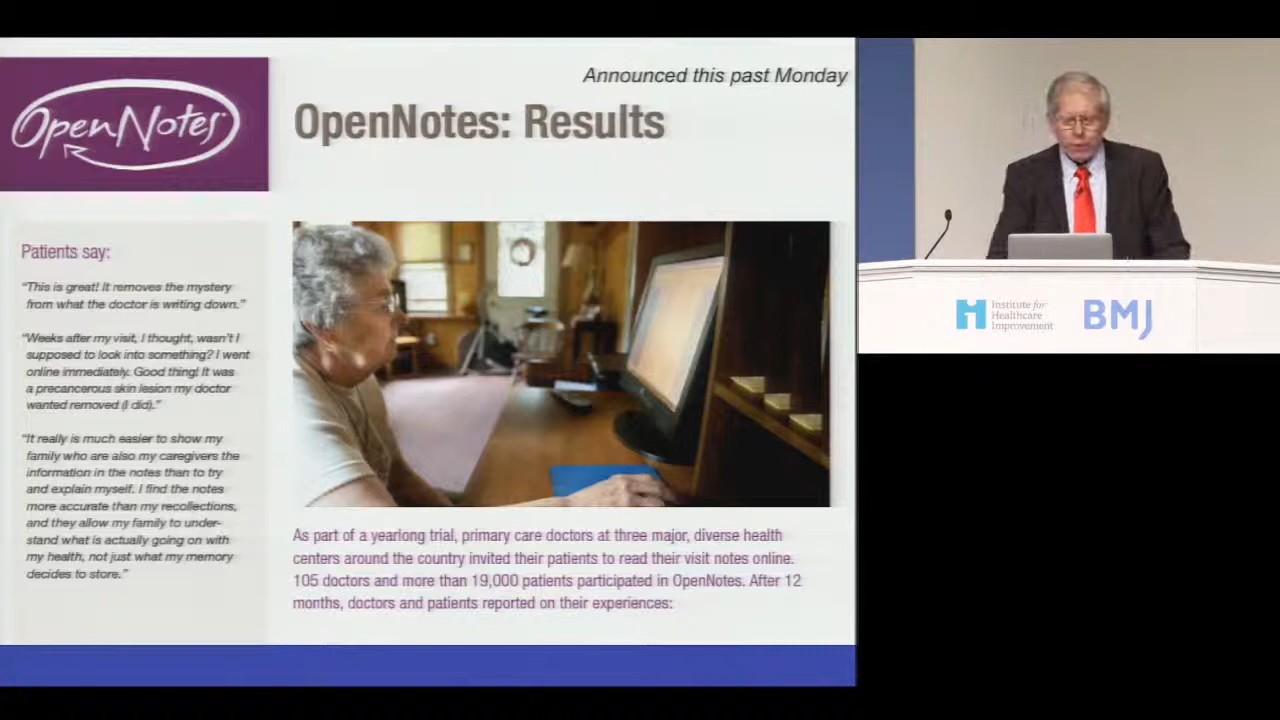 Announced this past Monday
OpenNotes
OpenNotes: Results
Patients say:
“This is great! It removes the mystery
from what the doctor is writing down.”
“Weeks after my visit, I thought, wasn’t I
supposed to look into something? I went
online immediately. Good thing! It was
a precancerous skin lesion my doctor
wanted removed (I did).”
“It really is much easier to show my
family who are also my caregivers the
information in the notes than to try
and explain myself. I find the notes
more accurate than my recollections,
and they allow my family to under-
stand what is actually going on with
my health, not just what my memory
decides to store.”
As part of a yearlong trial, primary care doctors at three major, diverse health
centers around the country invited their patients to read their visit notes online.
105 doctors and more than 19,000 patients participated in OpenNotes. After 12
months, doctors and patients reported on their experiences:
Institute for
Healthcare
Improvement
BMJ